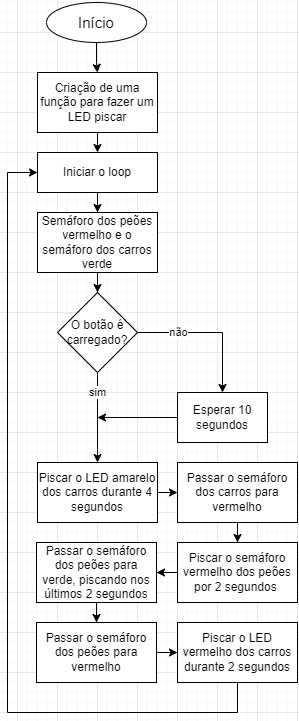 Início
Criação de uma
função para fazer um
LED piscar
Iniciar o loop
Semáforo dos peões
vermelho e o
semáforo dos carros
verde
O botão é
carregado?
não
sim
Esperar 10
segundos
Piscar o LED amarelo
dos carros durante 4
segundos
Passar o semáforo
dos carros para
vermelho
Piscar o semáforo
vermelho dos peões
por 2 segundos
Passar o semáforo
dos peões para
verde, piscando nos
últimos 2 segundos
Passar o semáforo
dos peões para
vermelho
Piscar o LED
vermelho dos carros
durante 2 segundos